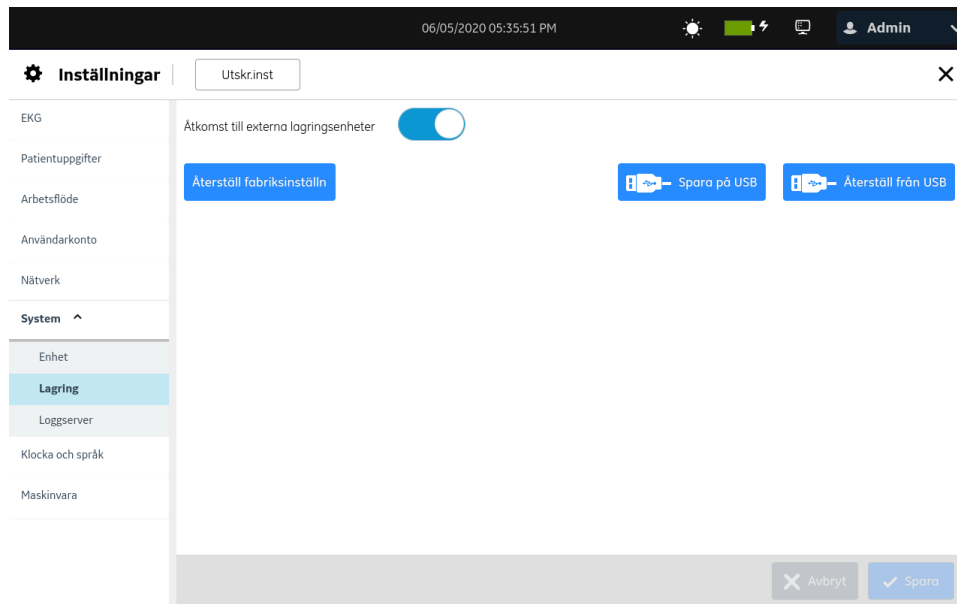 06/05/2020 05:35:51 PM
Admin
Inställningar
Utskr.inst
EKG
Patientuppgifter
Arbetsflöde
Användarkonto
Nätverk
System
Enhet
Lagring
Loggserver
Klocka och språk
Maskinvara
Åtkomst till externa lagringsenheter
Återställ fabriksinställn
Spara på USB
Återställ från USB
Avbryt
Spara